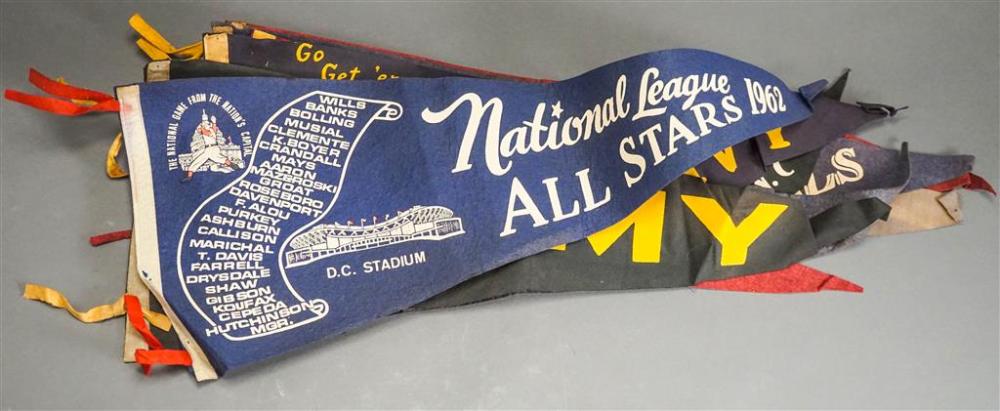 Go
Get 'er
THE NATIONAL GAME FROM THE NATION'S CAPITAL
WILLS
BANKS
BOLLING
MUSIAL
CLEMENTE
K. BOYER
CRANDALL
MAYS
AARON
MAZEROSKI
GROAT
ROSEBORO
DAVENPORT
F. ALOU
PURKEY
ASHBURN
CALLISON
MARICHAL
T. DAVIS
FARRELL
DRYSDALE
SHAW
GIBSON
KOUFAX
CEPEDA
HUTCHINSON
MGR.
D.C. STADIUM
National League
ALL STARS 1962
MY